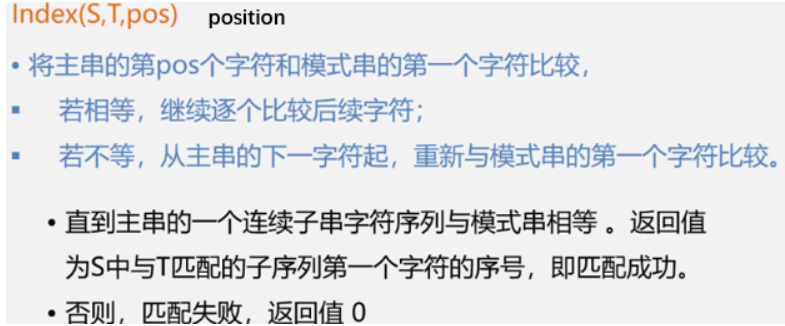 Index(S,T,pos) position
• 将主串的第pos个字符和模式串的第一个字符比较，
▪ 若相等，继续逐个比较后续字符；
▪ 若不等，从主串的下一字符起，重新与模式串的第一个字符比较。
• 直到主串的一个连续子串字符序列与模式串相等 。返回值
为S中与T匹配的子序列第一个字符的序号，即匹配成功。
• 否则，匹配失败，返回值 0